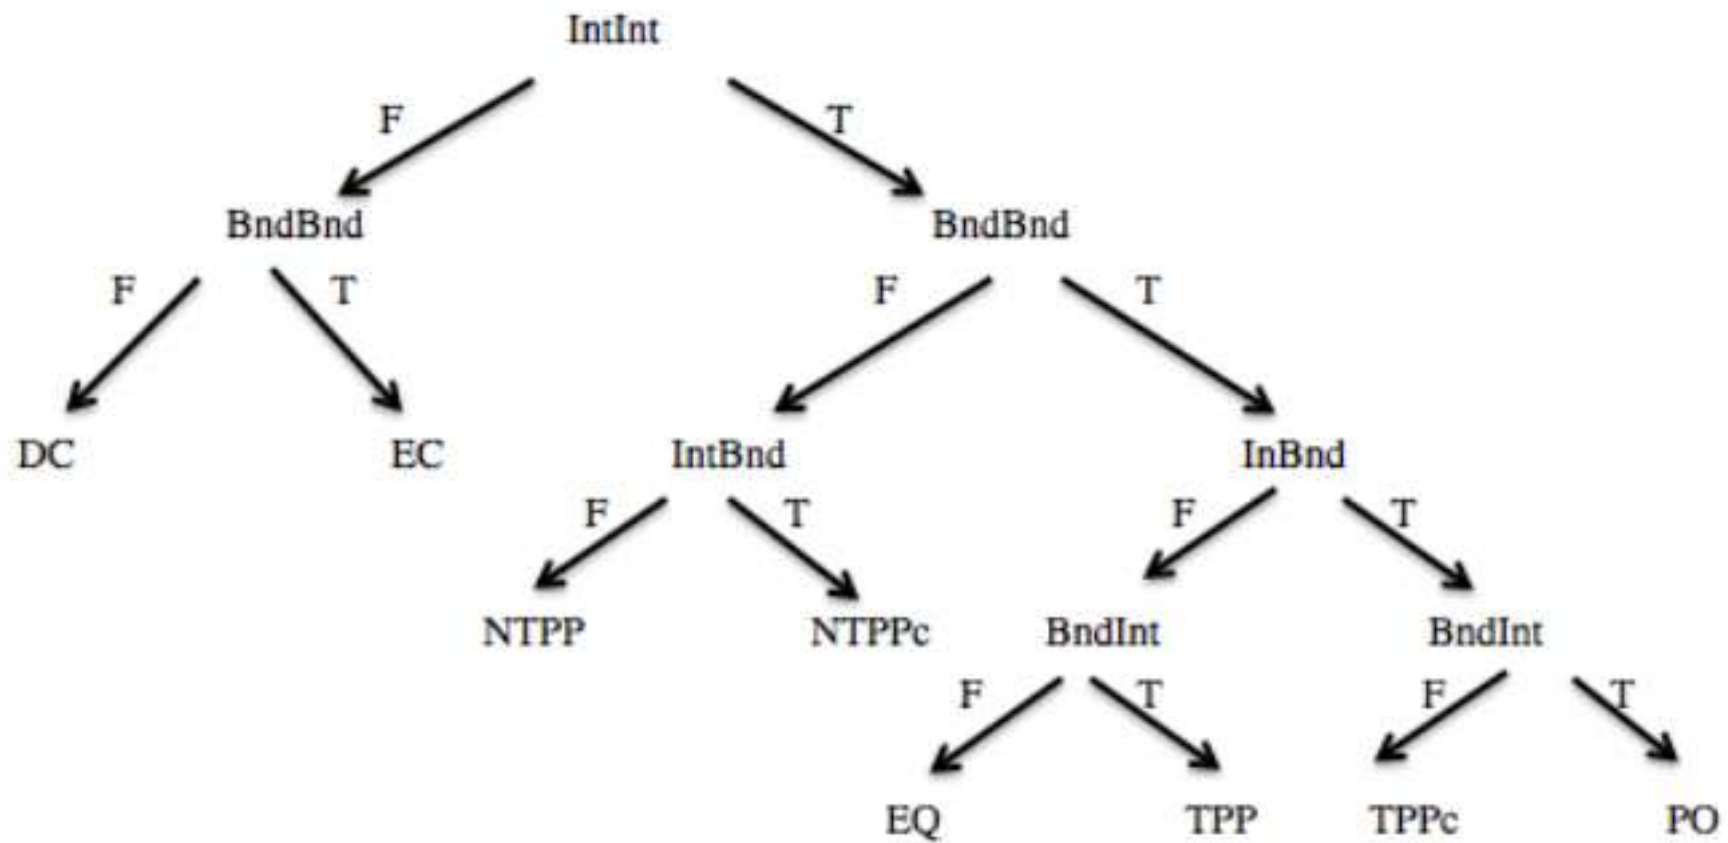 IntInt
F T
BndBnd BndBnd
F T F T
DC EC IntBnd InBnd
F T F T
NTPP NTPPc BndInt BndInt
F T F T
EQ TPP TPPc PO